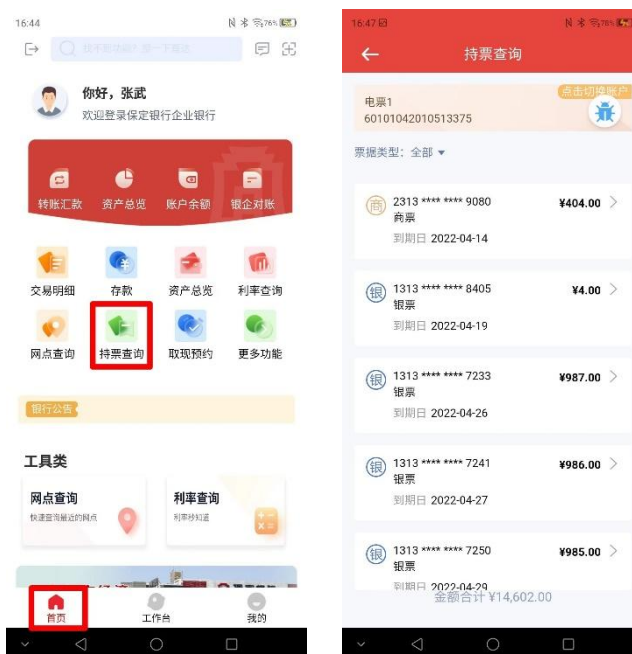 16:44
76%
你好，张武
欢迎登录保定银行企业银行
转账汇款 资产总览 账户余额 银企对账
交易明细 存款 资产总览 利率查询
网点查询 持票查询 取现预约 更多功能
银行公告
工具类
网点查询 利率查询
快速查询最近的网点 利率秒知道
首页 工作台 我的
16:47
持票查询
点击切换账户
电票1
60101042010513375
票据类型：全部
商 2313 **** **** 9080 ¥404.00
商票
到期日 2022-04-14
银 1313 **** **** 8405 ¥4.00
银票
到期日 2022-04-19
银 1313 **** **** 7233 ¥987.00
银票
到期日 2022-04-26
银 1313 **** **** 7241 ¥986.00
银票
到期日 2022-04-27
银 1313 **** **** 7250 ¥985.00
银票
到期日 2022-04-29
金额合计 ¥14,602.00